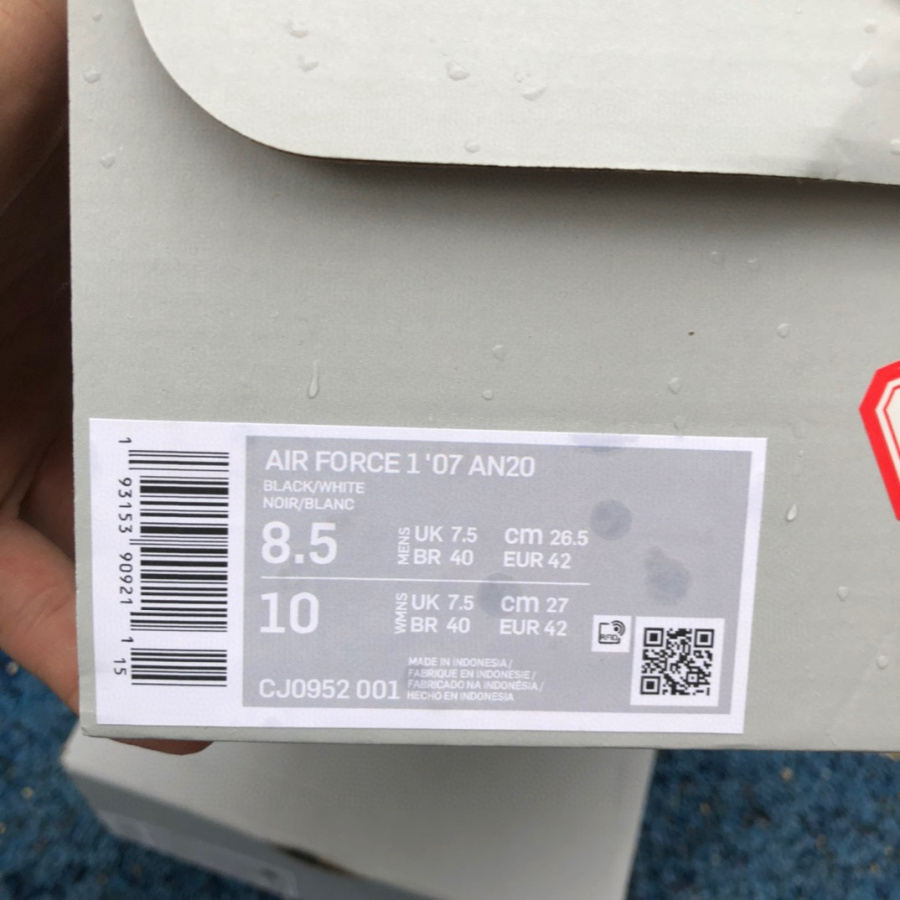 AIR FORCE 1 '07 AN20
BLACK/WHITE
NOIR/BLANC
8.5
MENS
UK 7.5
cm 26.5
BR 40
EUR 42
10
WMNS
UK 7.5
cm 27
BR 40
EUR 42
RFID
CJ0952 001
MADE IN INDONESIA /
FABRIQUE EN INDONESIE /
FABRICADO NA INDONESIA /
HECHO EN INDONESIA
1 93153 90921 1 15